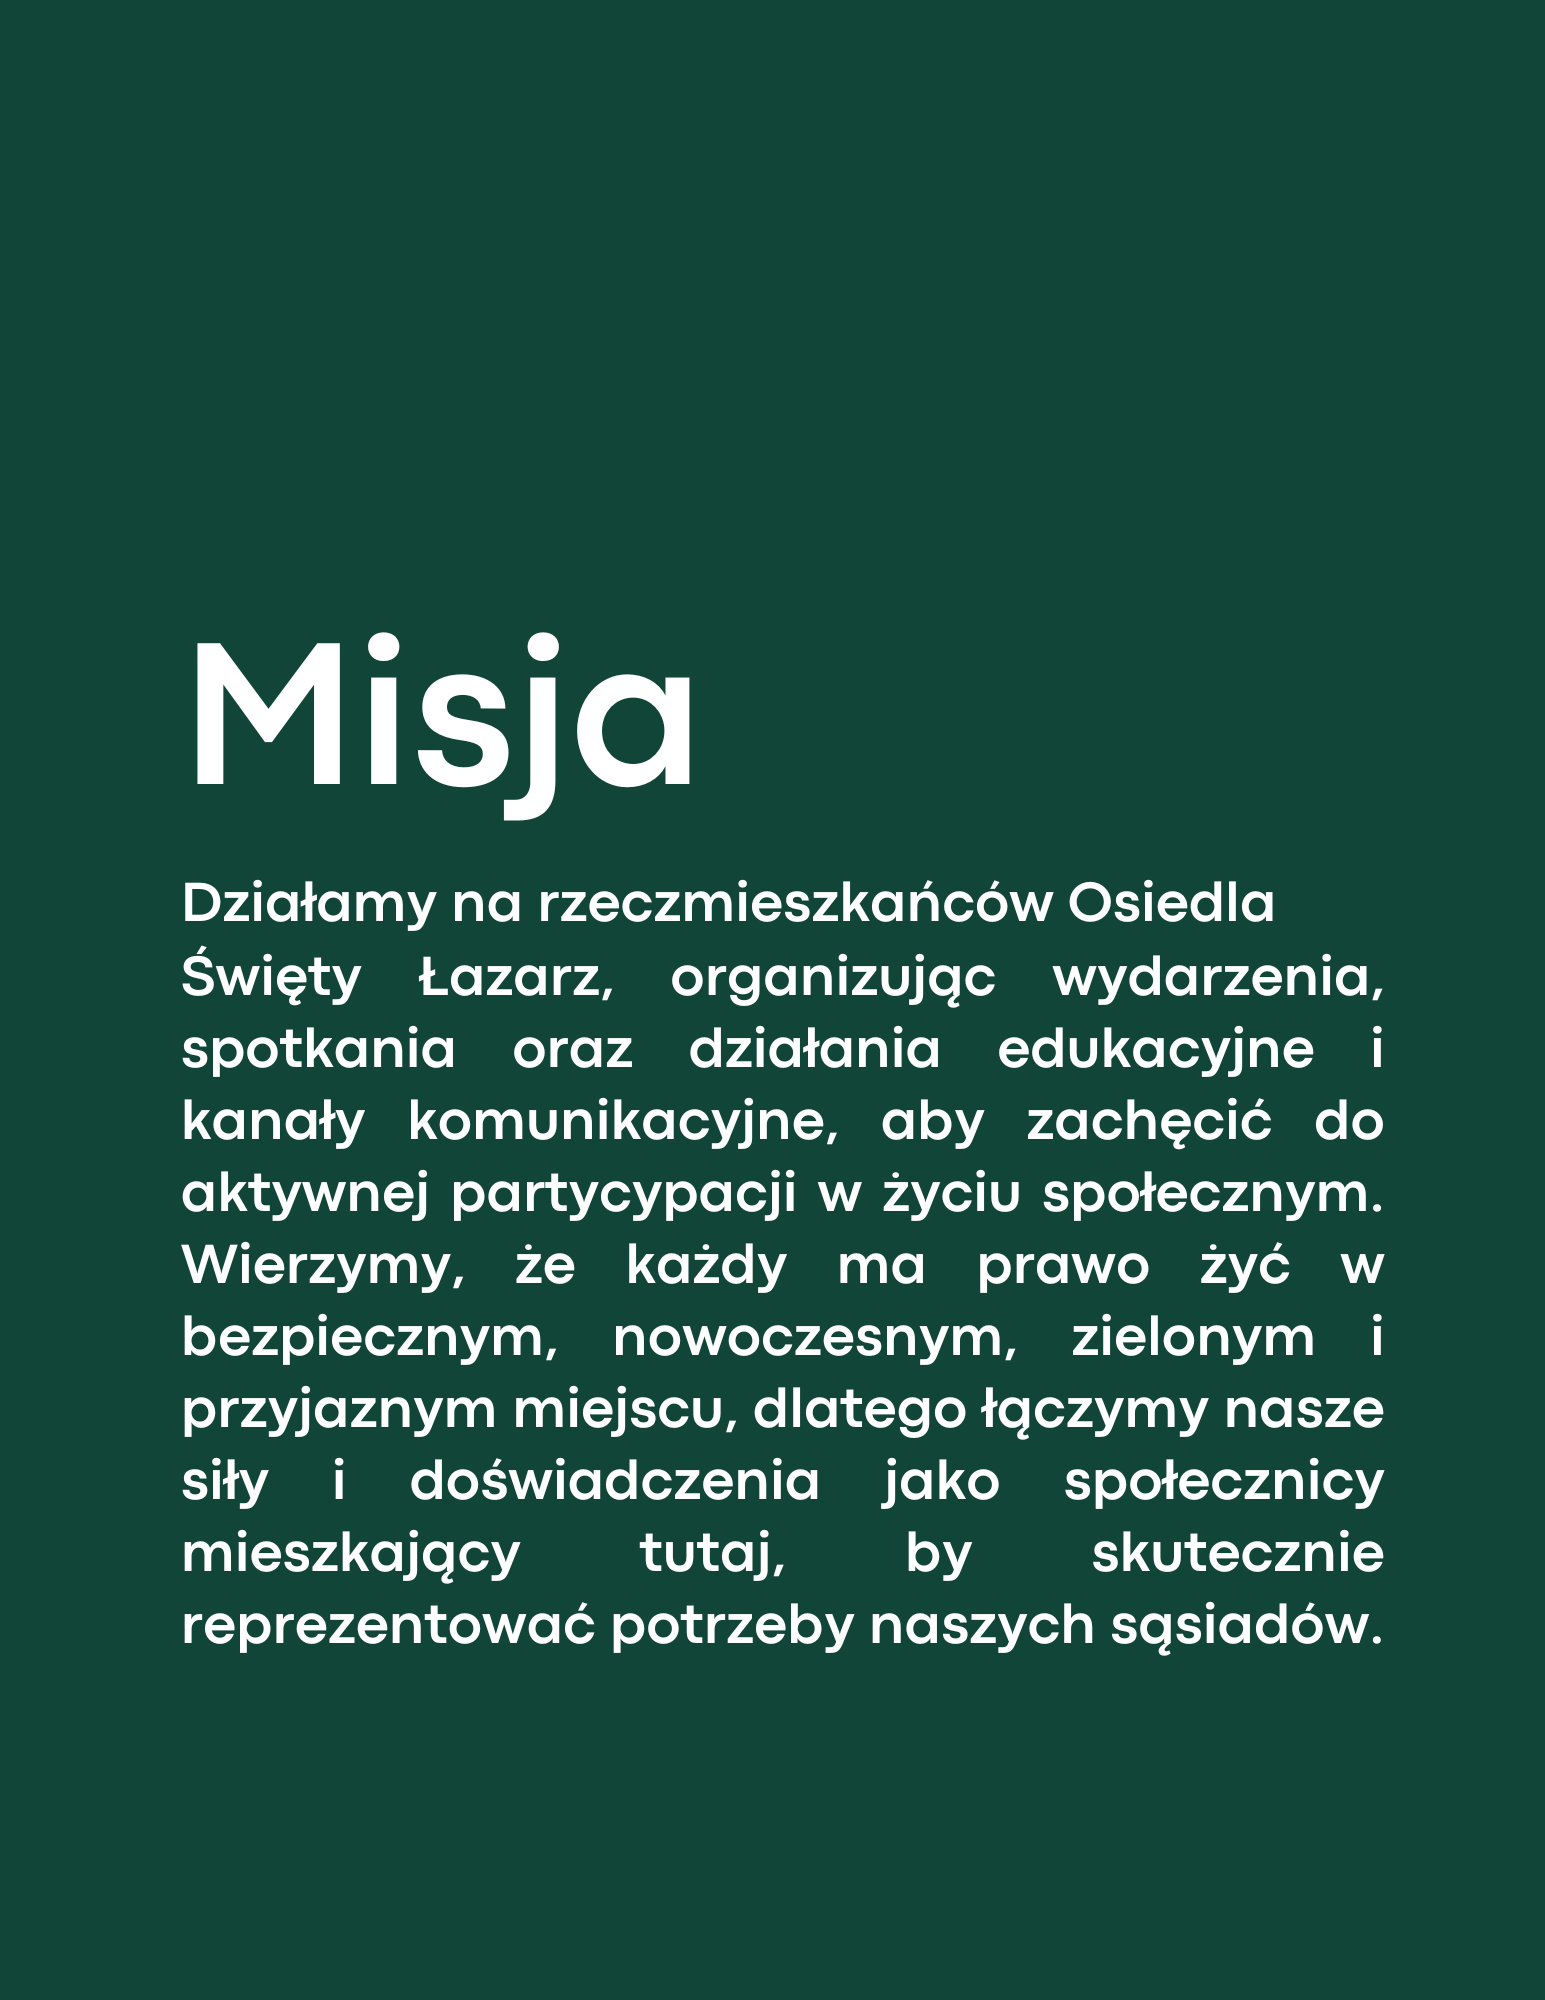 Misja
Działamy na rzeczmieszkańców Osiedla
Święty Łazarz, organizując wydarzenia,
spotkania oraz działania edukacyjne i
kanały komunikacyjne, aby zachęcić do
aktywnej partycypacji w życiu społecznym.
Wierzymy, że każdy ma prawo żyć w
bezpiecznym, nowoczesnym, zielonym i
przyjaznym miejscu, dlatego łączymy nasze
siły i doświadczenia jako społecznicy
mieszkający tutaj, by skutecznie
reprezentować potrzeby naszych sąsiadów.